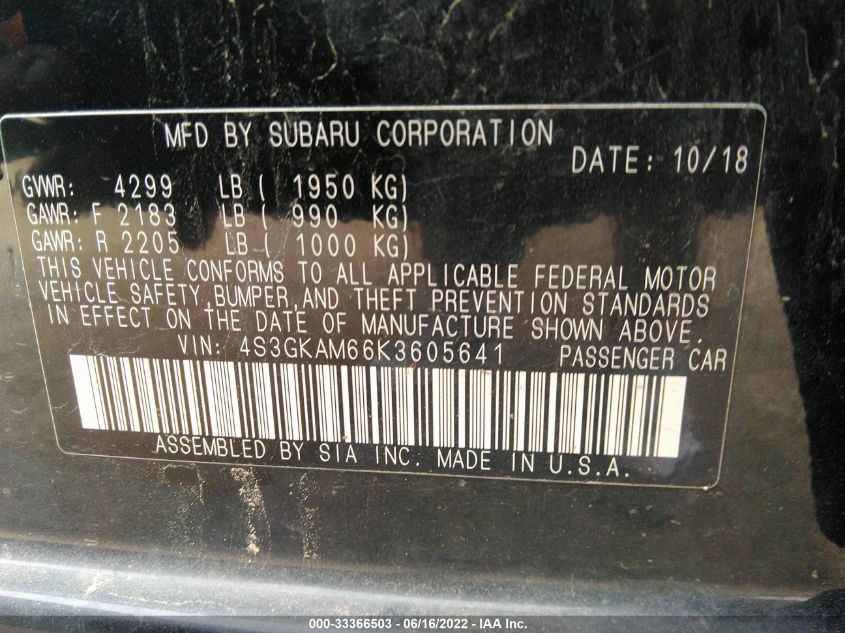 MFD BY SUBARU CORPORATION
DATE: 10/18
GVWR: 4299 LB ( 1950 KG)
GAWR: F 2183 LB ( 990 KG)
GAWR: R 2205 LB ( 1000 KG)
THIS VEHICLE CONFORMS TO ALL APPLICABLE FEDERAL MOTOR
VEHICLE SAFETY,BUMPER,AND THEFT PREVENTION STANDARDS
IN EFFECT ON THE DATE OF MANUFACTURE SHOWN ABOVE.
VIN: 4S3GKAM66K3605641 PASSENGER CAR
ASSEMBLED BY SIA INC. MADE IN U.S.A.
000-33366503 - 06/16/2022 - IAA Inc.